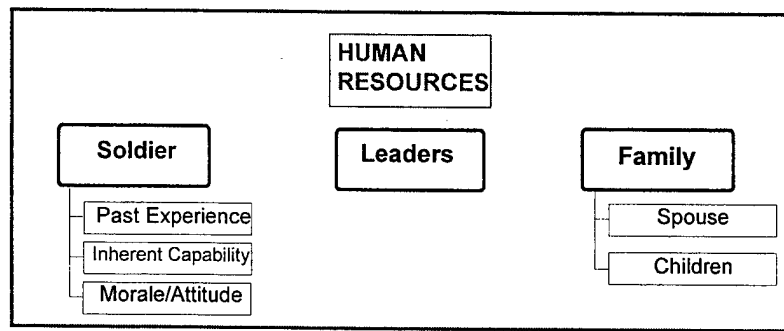 HUMAN
RESOURCES
Soldier
Leaders
Family
Past Experience
Inherent Capability
Morale/Attitude
Spouse
Children